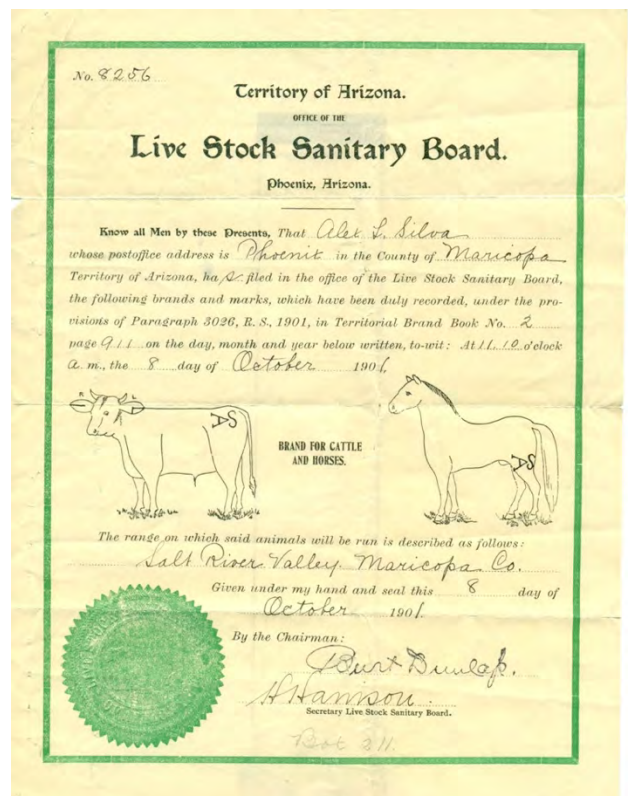 No. 8256
Territory of Arizona.
OFFICE OF THE
Live Stock Sanitary Board.
Phoenix, Arizona.
Know all Men by these Presents, That Alex L. Silva
whose postoffice address is Phoenix in the County of Maricopa
Territory of Arizona, has filed in the office of the Live Stock Sanitary Board,
the following brands and marks, which have been duly recorded, under the pro-
visions of Paragraph 3026, R. S., 1901, in Territorial Brand Book No. 2
page 911 on the day, month and year below written, to-wit: At 11.10 o'clock
a. m., the 8 day of October 1901.
AS
BRAND FOR CATTLE
AND HORSES.
AS
The range on which said animals will be run is described as follows:
Salt River Valley Maricopa Co.
Given under my hand and seal this 8 day of
October 1901.
By the Chairman:
Burt Dunlap.
H Harrison
Secretary Live Stock Sanitary Board.
Box 211.